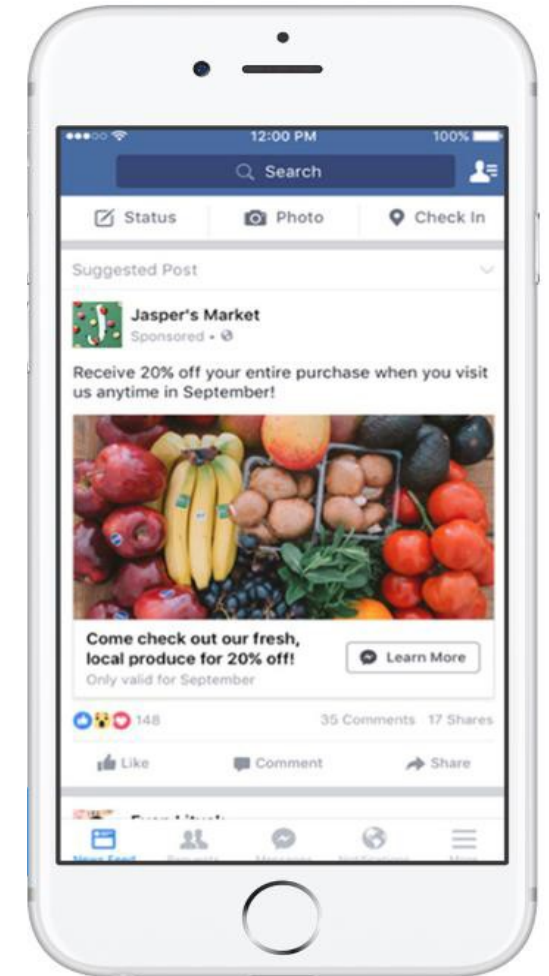 12:00 PM 100%
Search
Status Photo Check In
Suggested Post
Jasper's Market
Sponsored
Receive 20% off your entire purchase when you visit
us anytime in September!
Come check out our fresh,
local produce for 20% off!
Learn More
Only valid for September
148 35 Comments 17 Shares
Like Comment Share